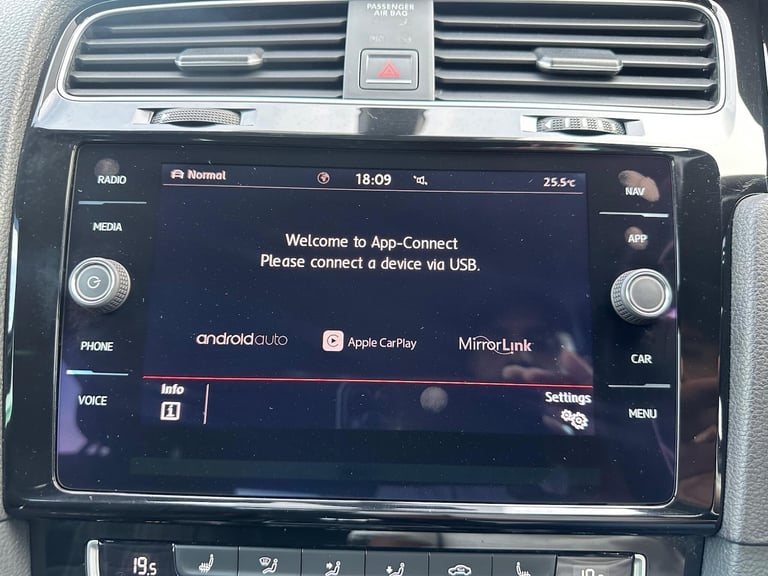 PASSENGER
AIR BAG
RADIO
MEDIA
PHONE
VOICE
Normal
18:09
25.5°C
Welcome to App-Connect
Please connect a device via USB.
androidauto
Apple CarPlay
MirrorLink
Info
i
Settings
NAV
APP
CAR
MENU
19.5